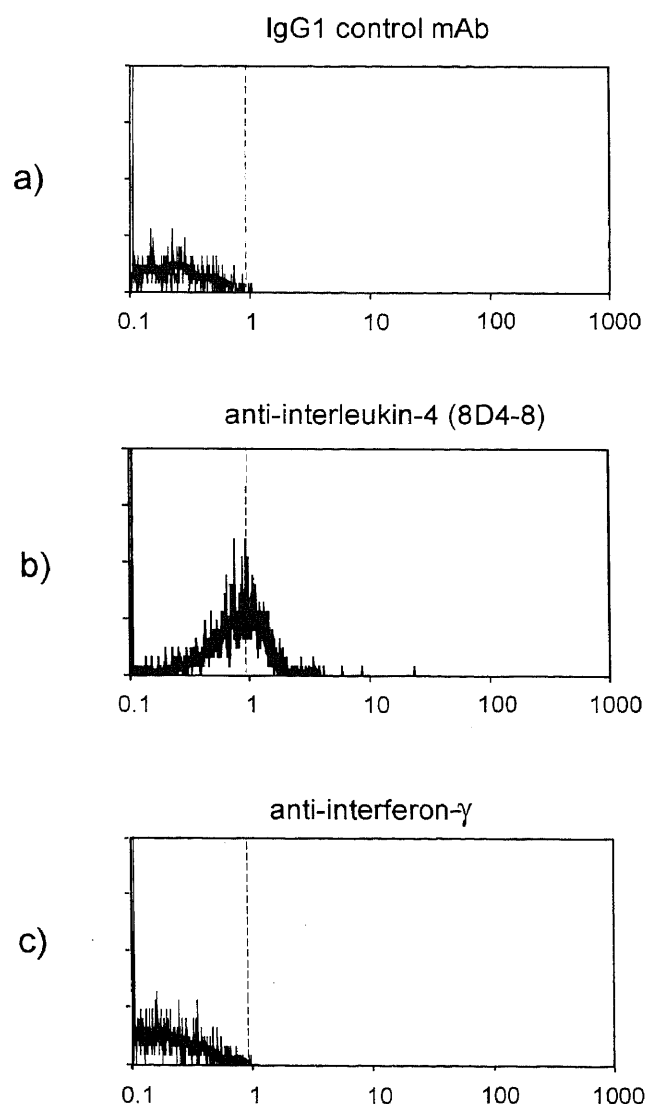 IgG1 control mAb
a)
0.1 1 10 100 1000
anti-interleukin-4 (8D4-8)
b)
0.1 1 10 100 1000
anti-interferon-γ
c)
0.1 1 10 100 1000